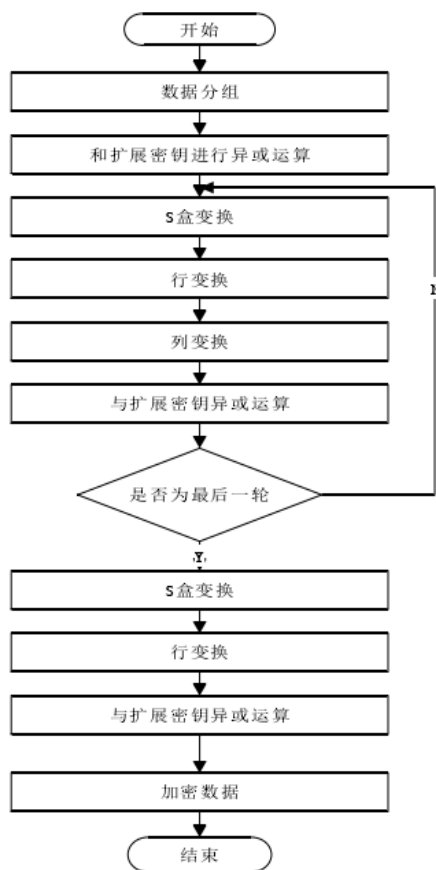 开始
数据分组
和扩展密钥进行异或运算
S盒变换
行变换
列变换
与扩展密钥异或运算
是否为最后一轮
Y
S盒变换
行变换
与扩展密钥异或运算
加密数据
结束